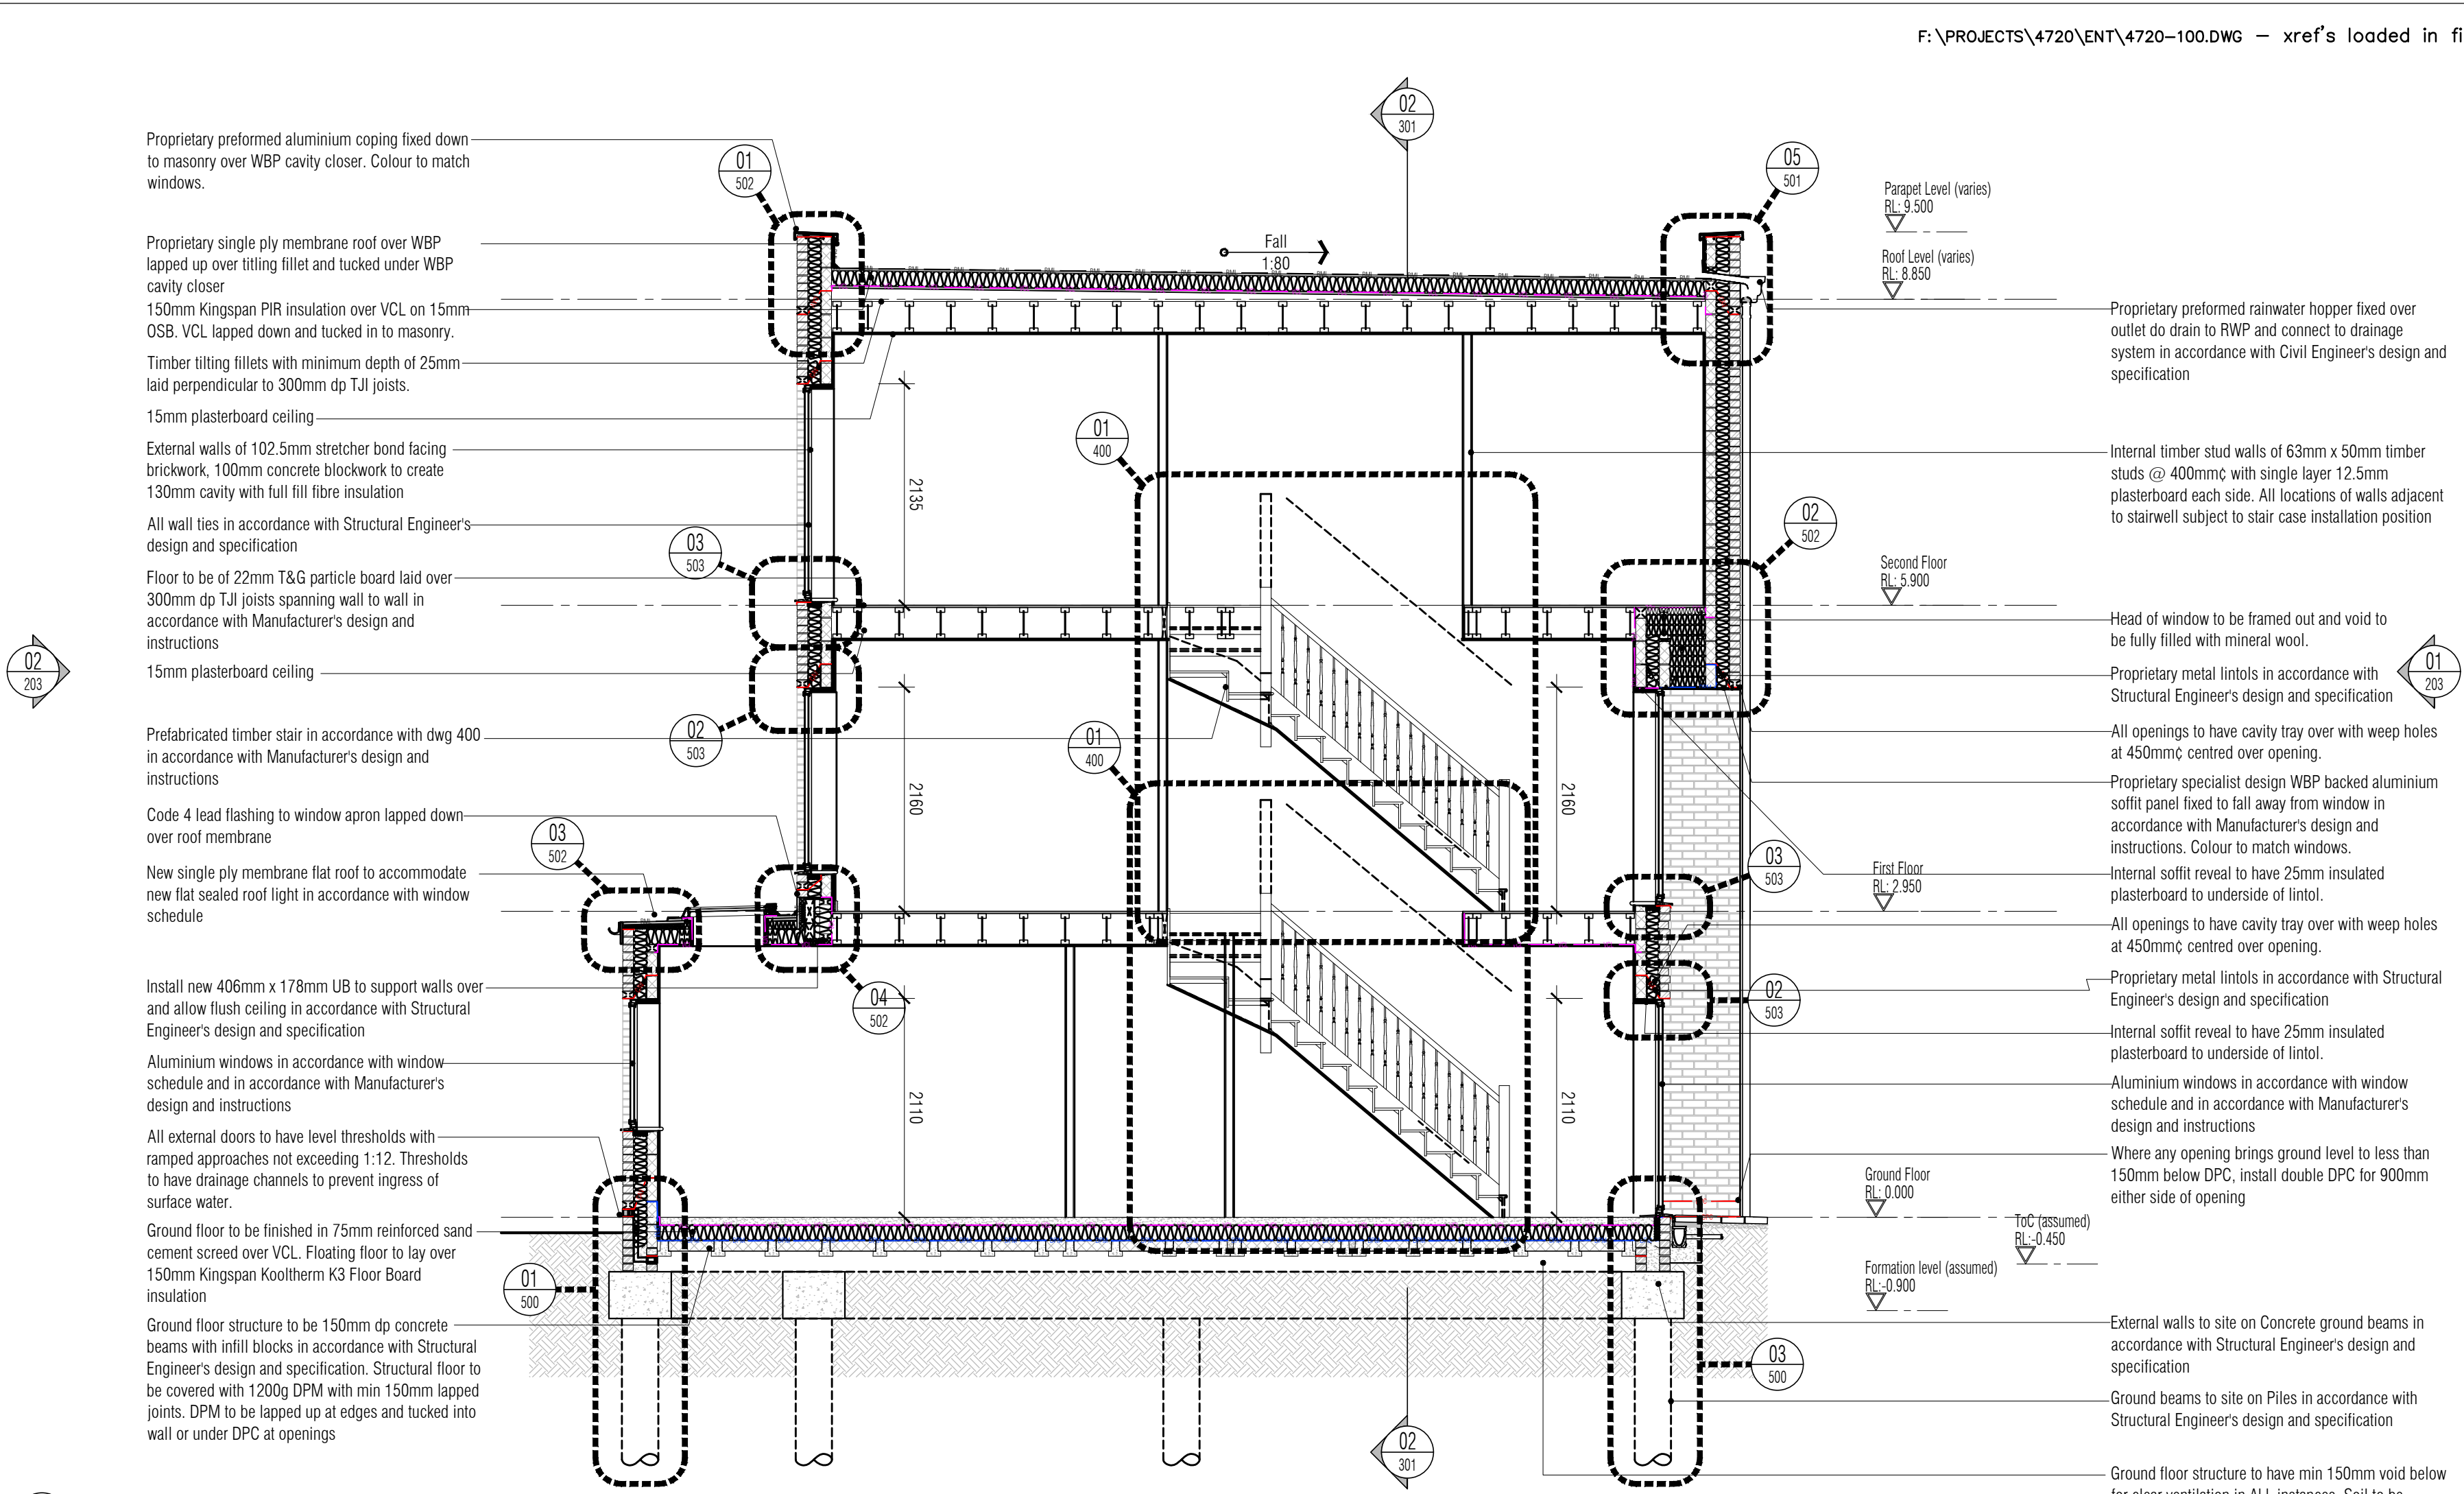 F:\PROJECTS\4720\ENT\4720-100.DWG — xref's loaded in fi
Proprietary preformed aluminium coping fixed down
to masonry over WBP cavity closer. Colour to match
windows.
Proprietary single ply membrane roof over WBP
lapped up over titling fillet and tucked under WBP
cavity closer
150mm Kingspan PIR insulation over VCL on 15mm
OSB. VCL lapped down and tucked in to masonry.
Timber tilting fillets with minimum depth of 25mm
laid perpendicular to 300mm dp TJI joists.
15mm plasterboard ceiling
External walls of 102.5mm stretcher bond facing
brickwork, 100mm concrete blockwork to create
130mm cavity with full fill fibre insulation
All wall ties in accordance with Structural Engineer's
design and specification
Floor to be of 22mm T&G particle board laid over
300mm dp TJI joists spanning wall to wall in
accordance with Manufacturer's design and
instructions
15mm plasterboard ceiling
Prefabricated timber stair in accordance with dwg 400
in accordance with Manufacturer's design and
instructions
Code 4 lead flashing to window apron lapped down
over roof membrane
New single ply membrane flat roof to accommodate
new flat sealed roof light in accordance with window
schedule
Install new 406mm x 178mm UB to support walls over
and allow flush ceiling in accordance with Structural
Engineer's design and specification
Aluminium windows in accordance with window
schedule and in accordance with Manufacturer's
design and instructions
All external doors to have level thresholds with
ramped approaches not exceeding 1:12. Thresholds
to have drainage channels to prevent ingress of
surface water.
Ground floor to be finished in 75mm reinforced sand
cement screed over VCL. Floating floor to lay over
150mm Kingspan Kooltherm K3 Floor Board
insulation
Ground floor structure to be 150mm dp concrete
beams with infill blocks in accordance with Structural
Engineer's design and specification. Structural floor to
be covered with 1200g DPM with min 150mm lapped
joints. DPM to be lapped up at edges and tucked into
wall or under DPC at openings
02
203
01
502
02
301
05
501
Fall
1:80
01
400
03
503
02
503
01
400
02
502
03
502
04
502
03
503
02
503
01
500
03
500
02
301
01
203
2135
2160
2160
2110
2110
Parapet Level (varies)
RL: 9.500
Roof Level (varies)
RL: 8.850
Second Floor
RL: 5.900
First Floor
RL: 2.950
Ground Floor
RL: 0.000
ToC (assumed)
RL:-0.450
Formation level (assumed)
RL:-0.900
Proprietary preformed rainwater hopper fixed over
outlet do drain to RWP and connect to drainage
system in accordance with Civil Engineer's design and
specification
Internal timber stud walls of 63mm x 50mm timber
studs @ 400mm¢ with single layer 12.5mm
plasterboard each side. All locations of walls adjacent
to stairwell subject to stair case installation position
Head of window to be framed out and void to
be fully filled with mineral wool.
Proprietary metal lintols in accordance with
Structural Engineer's design and specification
All openings to have cavity tray over with weep holes
at 450mm¢ centred over opening.
Proprietary specialist design WBP backed aluminium
soffit panel fixed to fall away from window in
accordance with Manufacturer's design and
instructions. Colour to match windows.
Internal soffit reveal to have 25mm insulated
plasterboard to underside of lintol.
All openings to have cavity tray over with weep holes
at 450mm¢ centred over opening.
Proprietary metal lintols in accordance with Structural
Engineer's design and specification
Internal soffit reveal to have 25mm insulated
plasterboard to underside of lintol.
Aluminium windows in accordance with window
schedule and in accordance with Manufacturer's
design and instructions
Where any opening brings ground level to less than
150mm below DPC, install double DPC for 900mm
either side of opening
External walls to site on Concrete ground beams in
accordance with Structural Engineer's design and
specification
Ground beams to site on Piles in accordance with
Structural Engineer's design and specification
Ground floor structure to have min 150mm void below